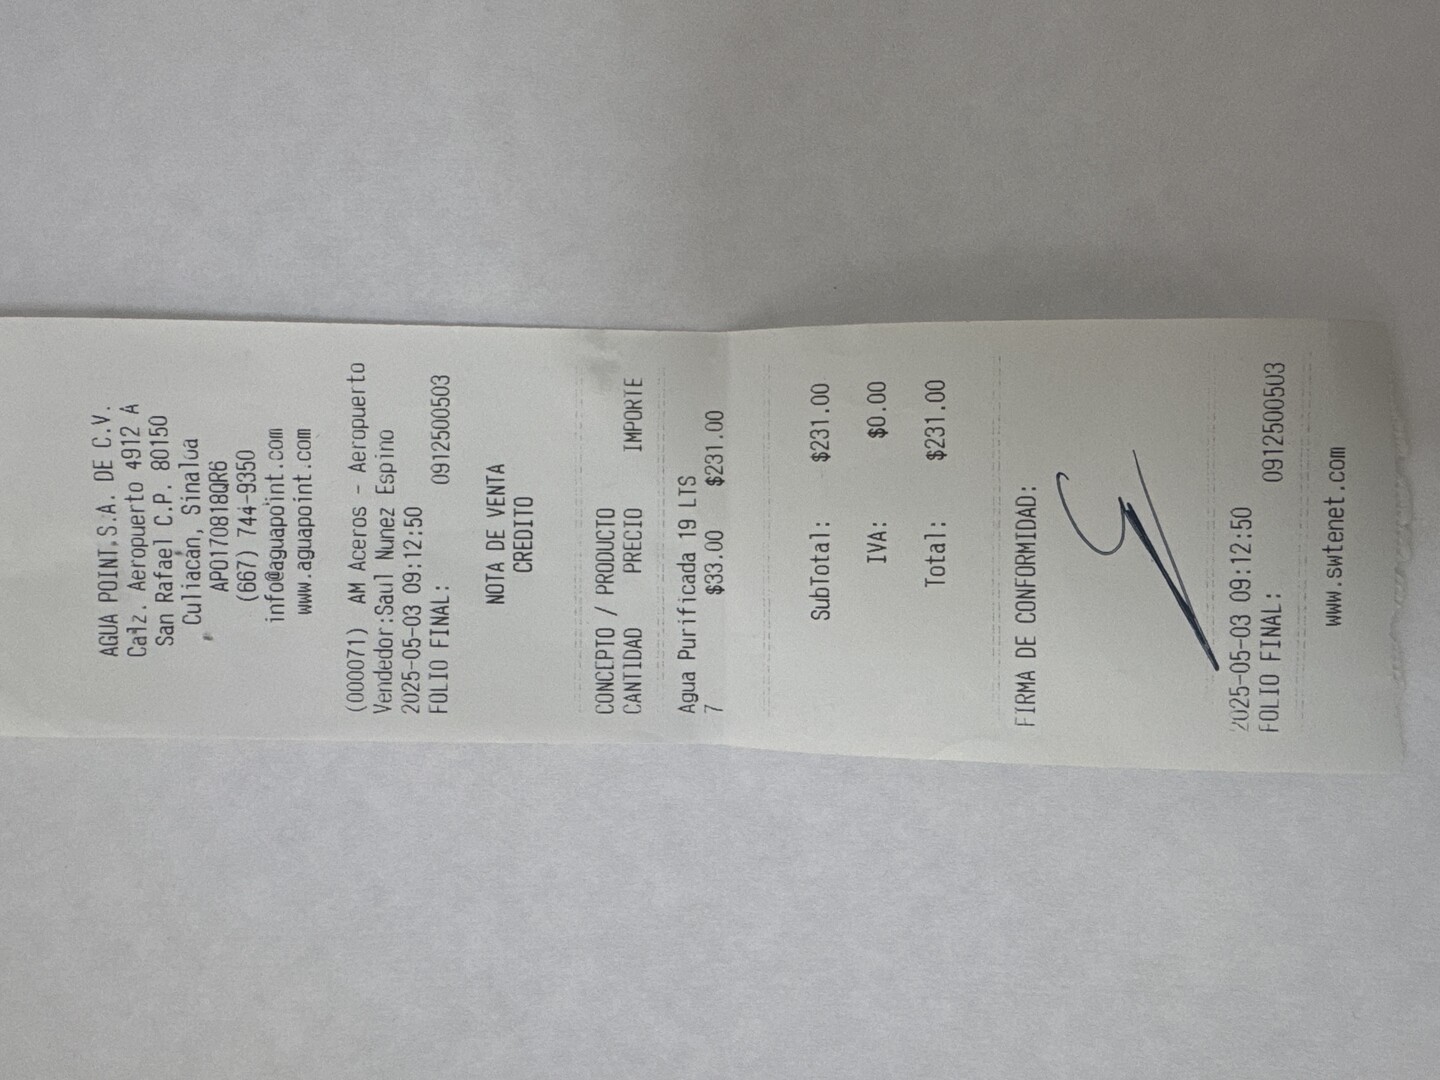 AGUA POINT,S.A. DE C.V.
Calz. Aeropuerto 4912 A
San Rafael C.P. 80150
Culiacán, Sinaloa
APO170818QR6
(667) 744-9350
info@aguapoint.com
www.aguapoint.com
(000071) AM Aceros - Aeropuerto
Vendedor:Saul Nunez Espino
2025-05-03 09:12:50
FOLIO FINAL: 0912500503
NOTA DE VENTA
CREDITO
CONCEPTO / PRODUCTO
CANTIDAD PRECIO IMPORTE
Agua Purificada 19 LTS
7 $33.00 $231.00
SubTotal: $231.00
IVA: $0.00
Total: $231.00
FIRMA DE CONFORMIDAD:
2025-05-03 09:12:50
FOLIO FINAL: 0912500503
www.swtenet.com